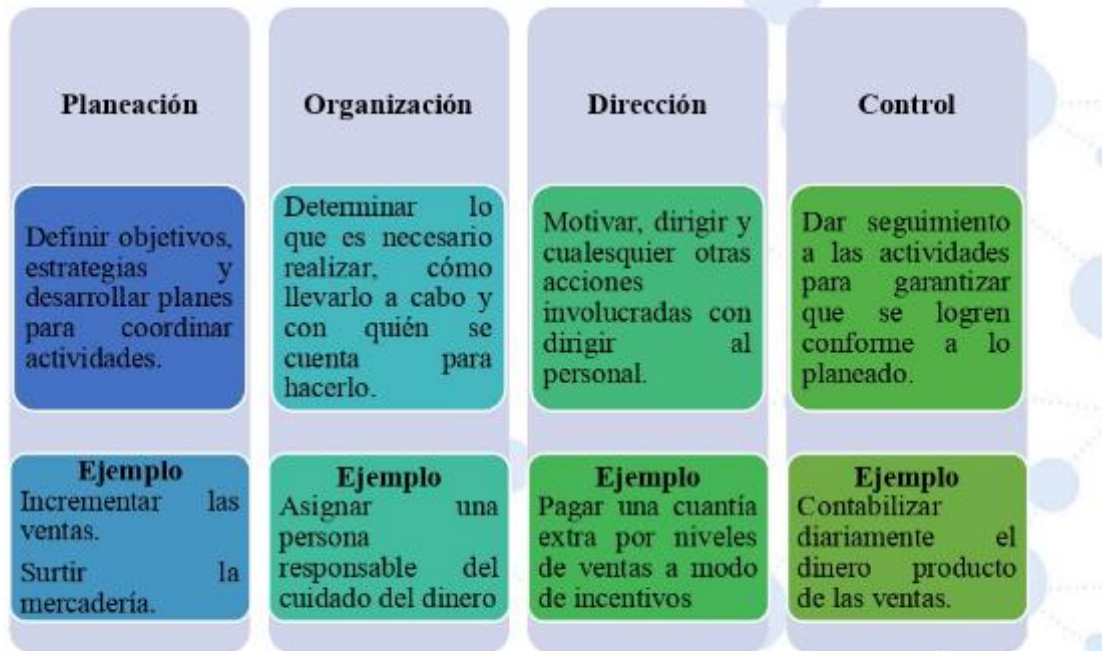 Planeación
Definir objetivos,
estrategias y
desarrollar planes
para coordinar
actividades.
Ejemplo
Incrementar las
ventas.
Surtir la
mercadería.
Organización
Determinar lo
que es necesario
realizar, cómo
llevarlo a cabo y
con quién se
cuenta para
hacerlo.
Ejemplo
Asignar una
persona
responsable del
cuidado del dinero
Dirección
Motivar, dirigir y
cualesquier otras
acciones
involucradas con
dirigir al
personal.
Ejemplo
Pagar una cuantía
extra por niveles
de ventas a modo
de incentivos
Control
Dar seguimiento
a las actividades
para garantizar
que se logren
conforme a lo
planeado.
Ejemplo
Contabilizar
diariamente el
dinero producto
de las ventas.